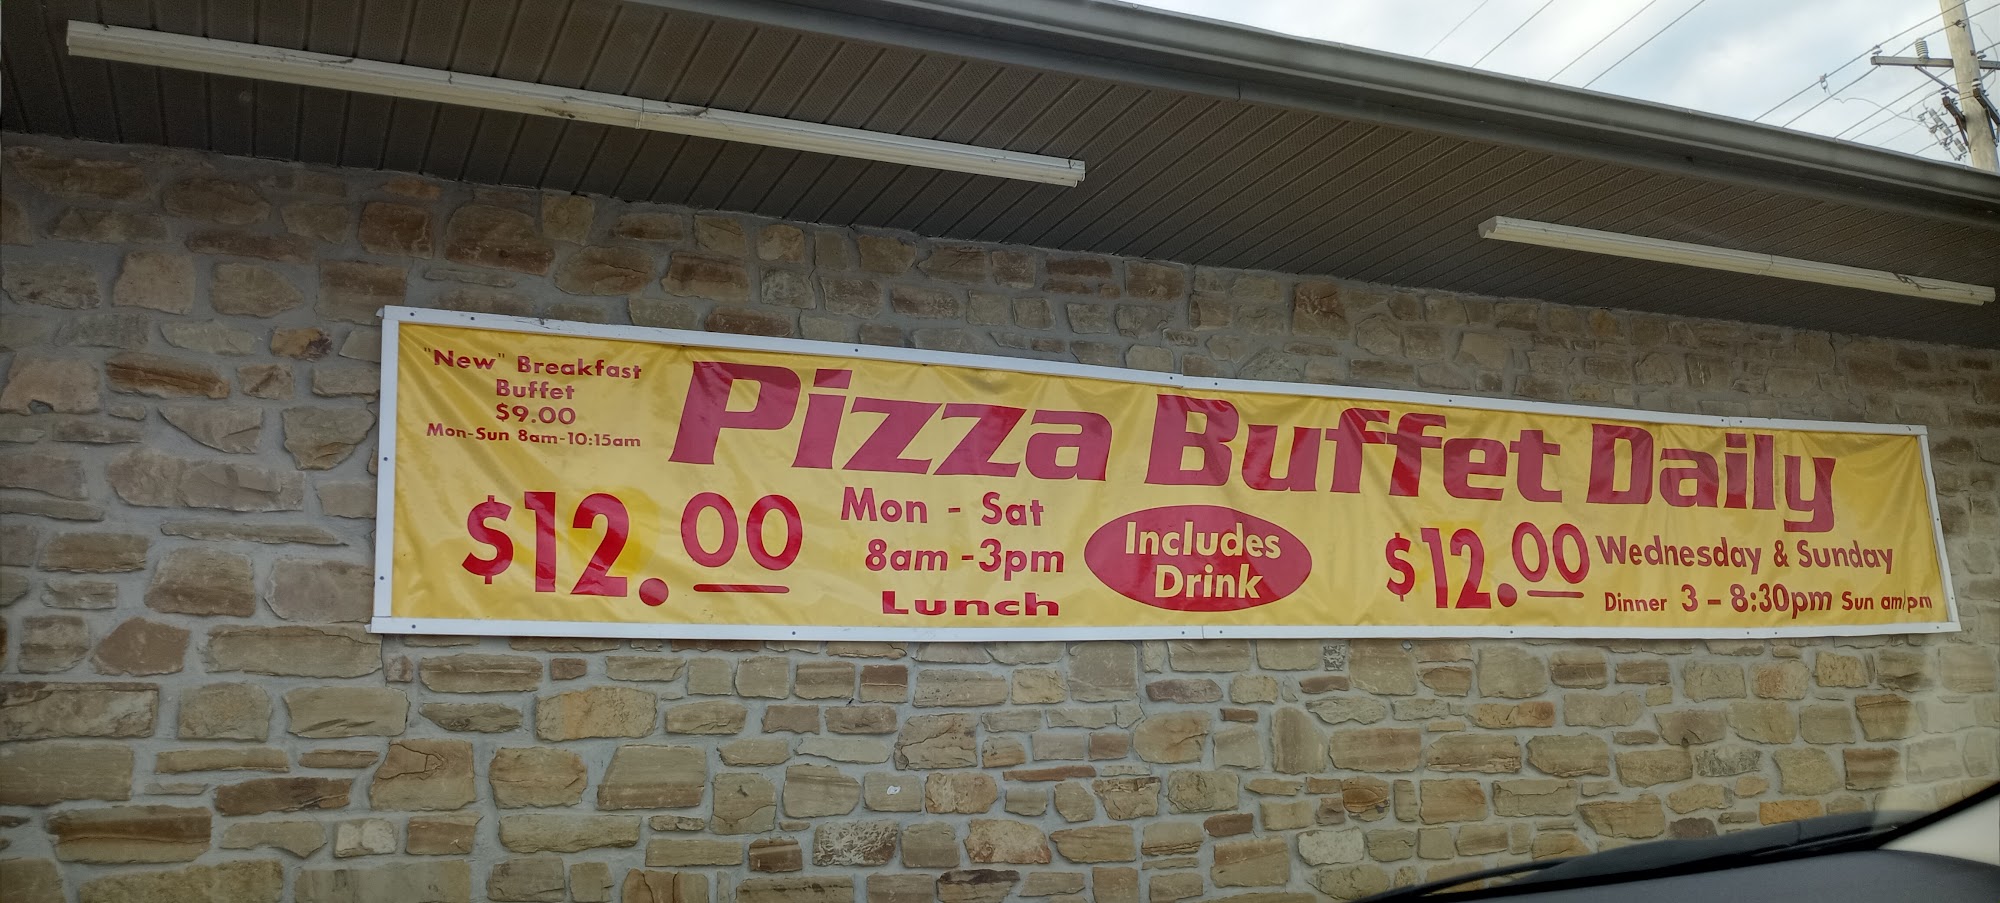 "New" Breakfast
Buffet
$9.00
Mon-Sun 8am-10:15am
Pizza Buffet Daily
$12.00
Mon - Sat
8am - 3pm
Lunch
Includes
Drink
$12.00
Wednesday & Sunday
Dinner 3 - 8:30pm Sun am/pm